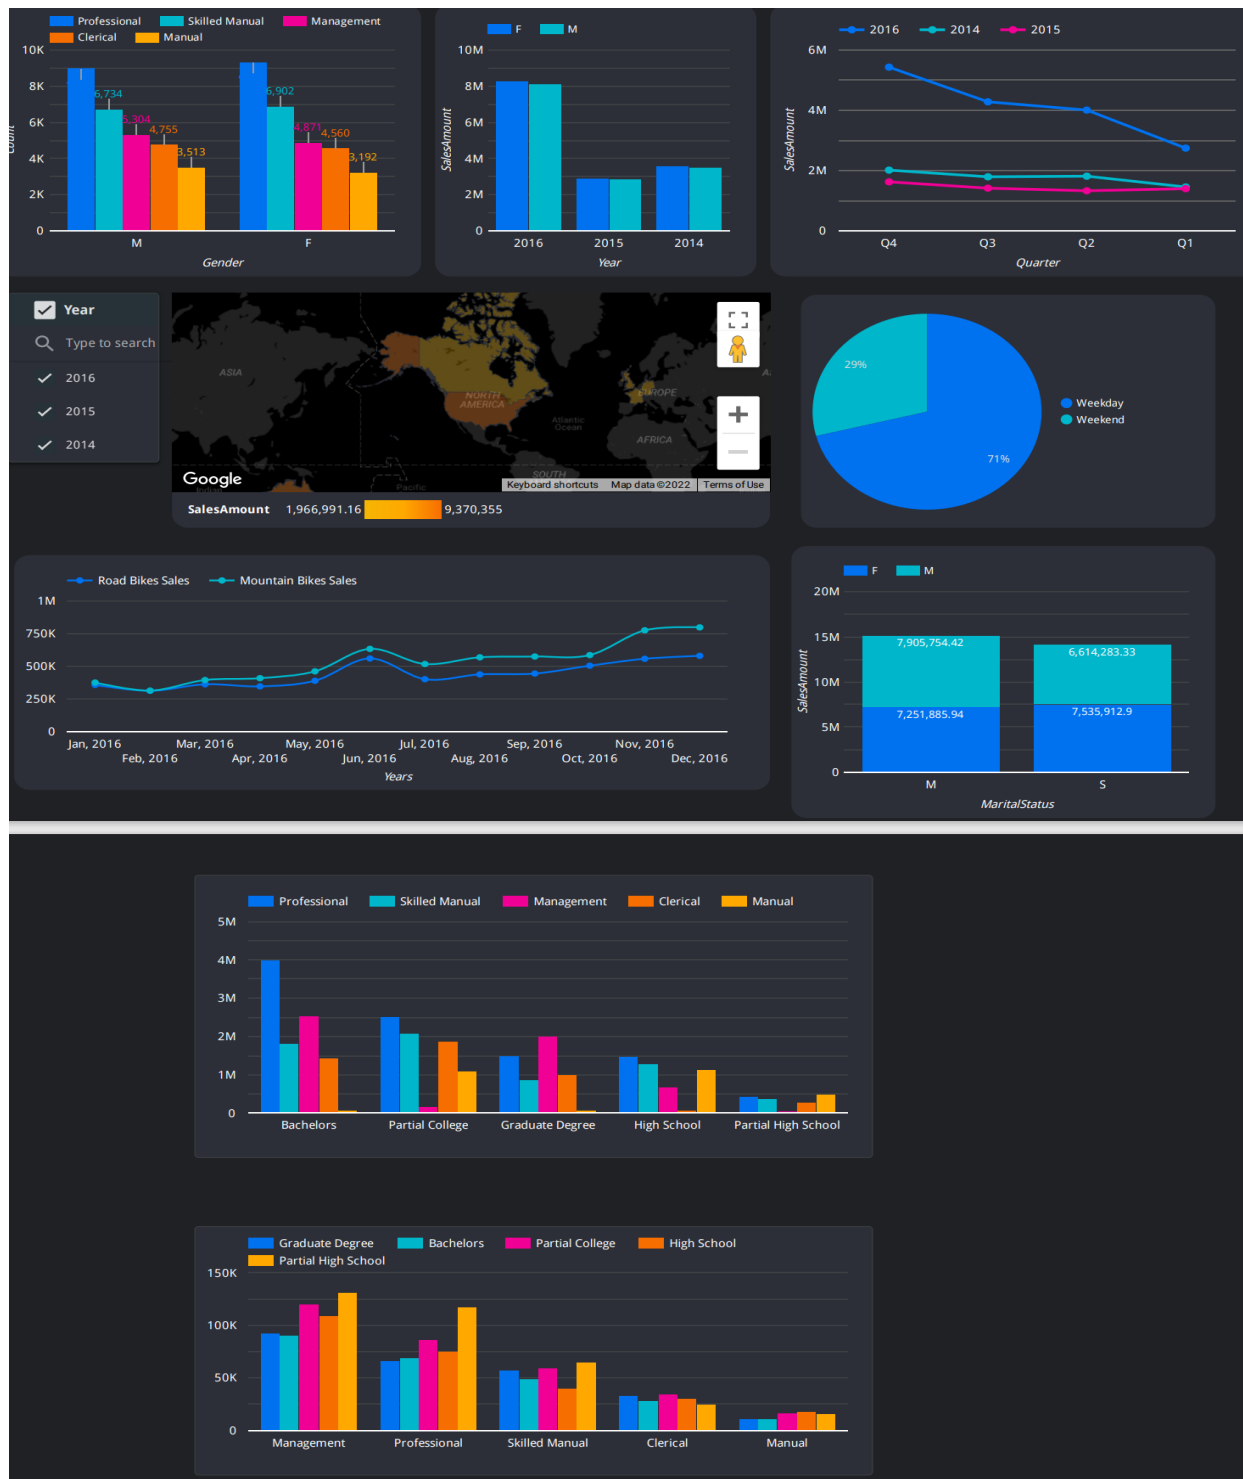 Professional Skilled Manual Management
Clerical Manual
10K
8K
6K
4K
2K
0
6,734
5,304
4,755
3,513
6,902
4,871
4,560
3,192
M F
Gender
F M
SalesAmount
10M
8M
6M
4M
2M
0
2016 2015 2014
Year
2016 2014 2015
SalesAmount
6M
4M
2M
0
Q4 Q3 Q2 Q1
Quarter
Year
Type to search
2016
2015
2014
ASIA
NORTH
AMERICA
Atlantic
Ocean
EUROPE
AFRICA
SOUTH
Pacific
Indian
Google
Keyboard shortcuts Map data ©2022 Terms of Use
SalesAmount 1,966,991.16 9,370,355
29%
71%
Weekday
Weekend
Road Bikes Sales Mountain Bikes Sales
1M
750K
500K
250K
0
Jan, 2016 Mar, 2016 May, 2016 Jul, 2016 Sep, 2016 Nov, 2016
Feb, 2016 Apr, 2016 Jun, 2016 Aug, 2016 Oct, 2016 Dec, 2016
Years
F M
SalesAmount
20M
15M
10M
5M
0
7,905,754.42
7,251,885.94
6,614,283.33
7,535,912.9
M S
MaritalStatus
Professional Skilled Manual Management Clerical Manual
5M
4M
3M
2M
1M
0
Bachelors Partial College Graduate Degree High School Partial High School
Graduate Degree Bachelors Partial College High School
Partial High School
150K
100K
50K
0
Management Professional Skilled Manual Clerical Manual